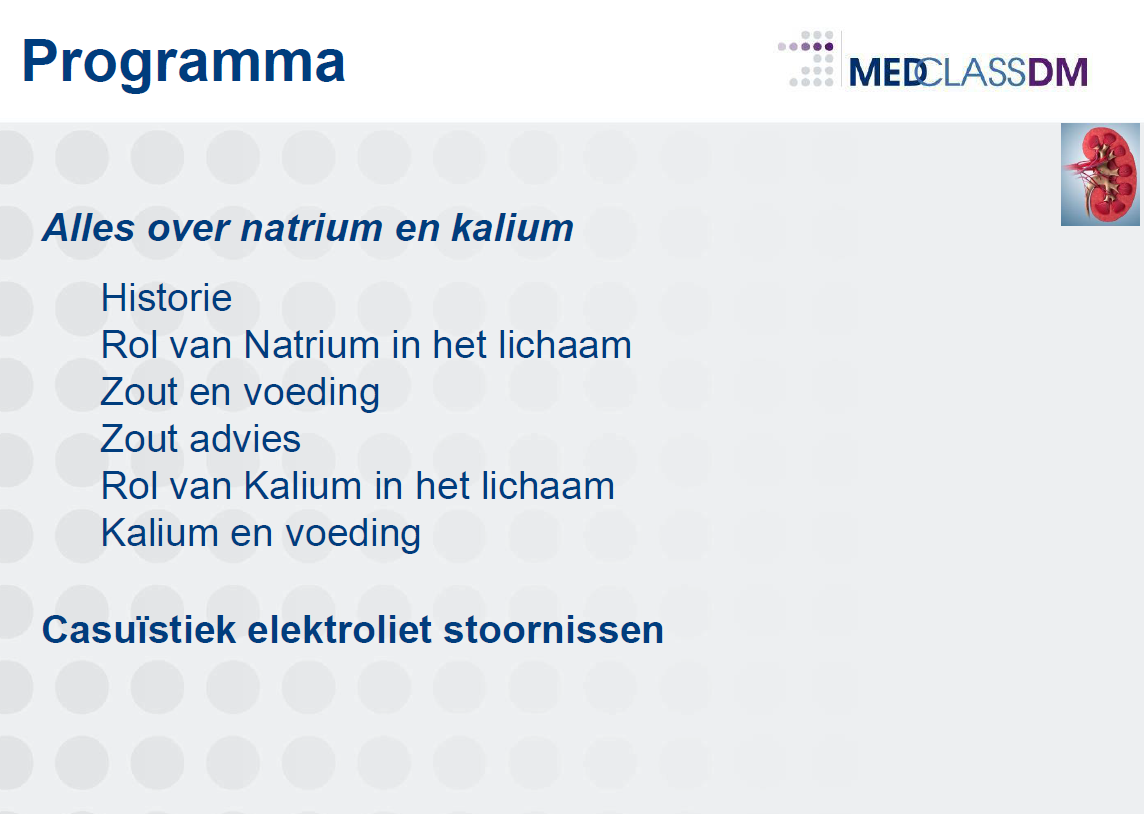 Programma
MEDCLASSDM
Alles over natrium en kalium
Historie
Rol van Natrium in het lichaam
Zout en voeding
Zout advies
Rol van Kalium in het lichaam
Kalium en voeding
Casuïstiek elektroliet stoornissen